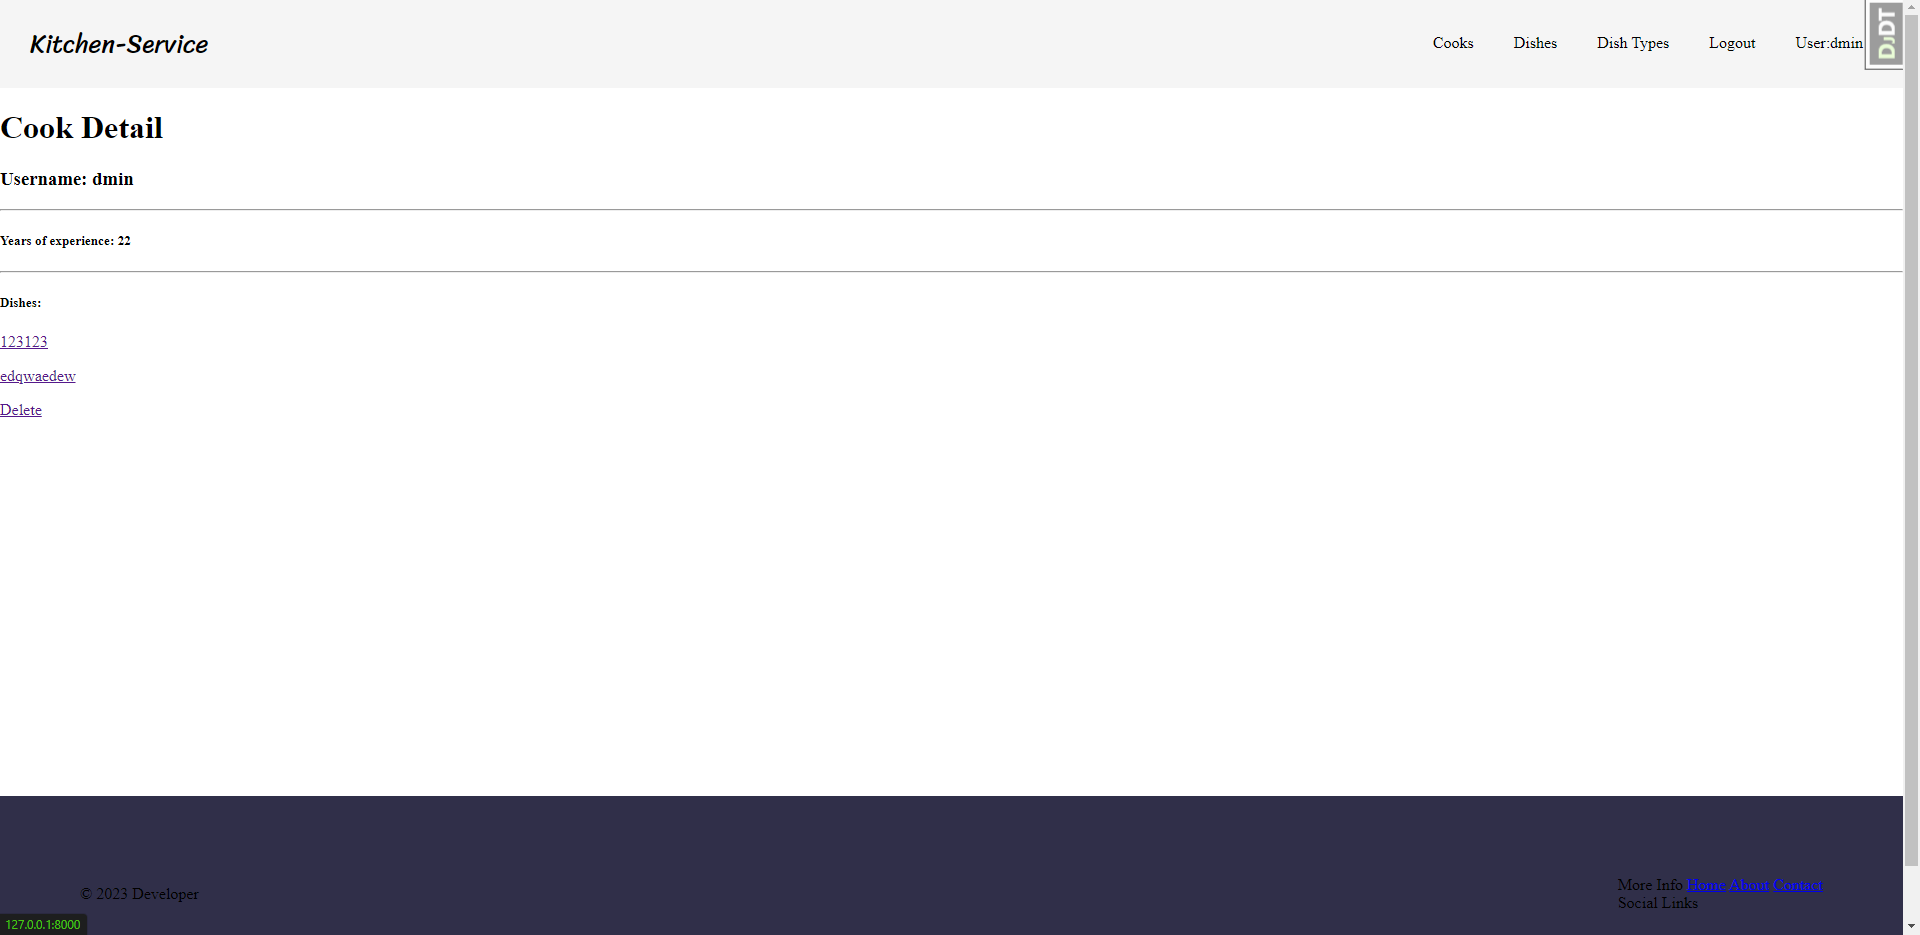 Kitchen-Service
Cooks Dishes Dish Types Logout User:dmin
DJDT
Cook Detail
Username: dmin
Years of experience: 22
Dishes:
123123
edqwaedew
Delete
© 2023 Developer
More Info Home About Contact
Social Links
127.0.0.1:8000